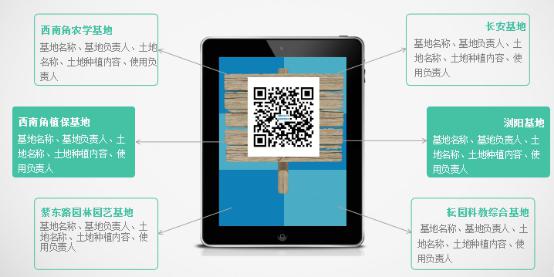 西南角农学基地
基地名称、基地负责人、土地
名称、土地种植内容、使用负
责人
西南角植保基地
基地名称、基地负责人、土
地名称、土地种植内容、使
用负责人
紫东路园林园艺基地
基地名称、基地负责人、土
地名称、土地种植内容、使
用负责人
长安基地
基地名称、基地负责人、土
地名称、土地种植内容、
使用负责人
浏阳基地
基地名称、基地负责人、土
地名称、土地种植内容、使
用负责人
耘园科教综合基地
基地名称、基地负责人、土
地名称、土地种植内容、使
用负责人